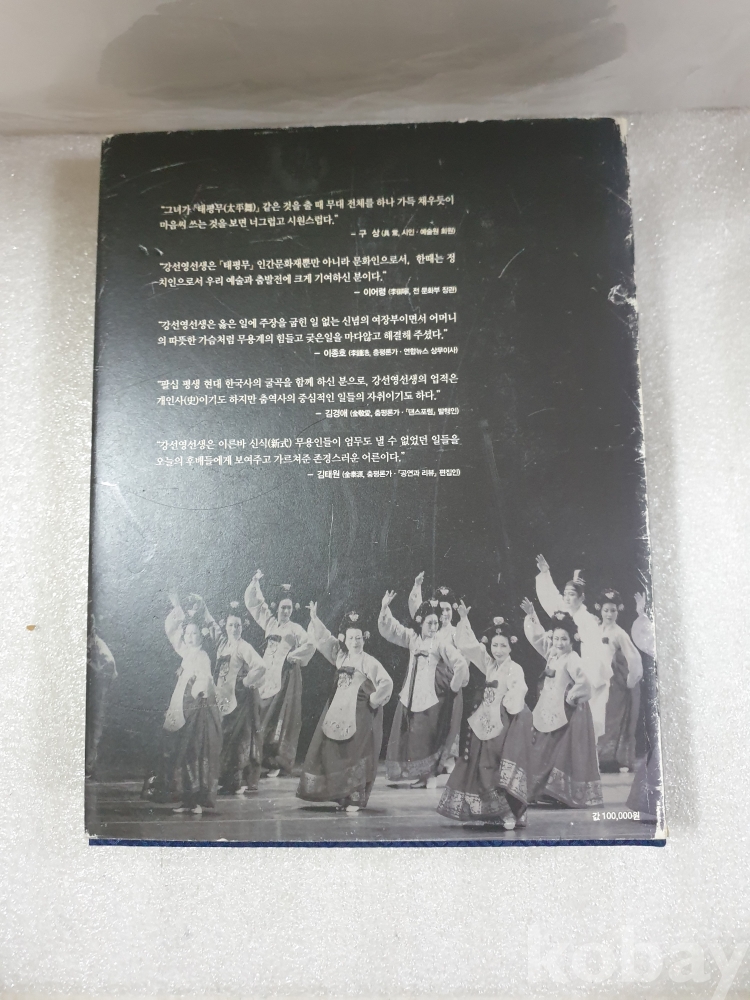 "그녀가 「태평무(太平舞)」 같은 것을 출 때 무대 전체를 하나 가득 채우듯이
마음씨 쓰는 것을 보면 너그럽고 시원스럽다."
– 구 상 (具 常, 시인 · 예술원 회원)
"강선영선생은 「태평무」 인간문화재뿐만 아니라 문화인으로서, 한때는 정
치인으로서 우리 예술과 춤발전에 크게 기여하신 분이다."
– 이어령 (李御寧, 전 문화부 장관)
"강선영선생은 옳은 일에 주장을 굽힌 일 없는 신념의 여장부이면서 어머니
의 따뜻한 가슴처럼 무용계의 힘들고 궂은일을 마다않고 해결해 주셨다."
– 이종호 (춤평론가 · 연합뉴스 상무이사)
"팔십 평생 현대 한국사의 굴곡을 함께 하신 분으로, 강선영선생의 업적은
개인사(史)이기도 하지만 춤역사의 중심적인 일들의 자취이기도 하다."
– 김경애 (金敬愛, 춤평론가 · 「댄스포럼」 발행인)
"강선영선생은 이른바 신식(新式) 무용인들이 엄두도 낼 수 없었던 일들을
오늘의 후배들에게 보여주고 가르쳐준 존경스러운 어른이다."
– 김태원 (金泰源, 춤평론가 · 「공연과 리뷰」 편집인)
값 100,000원
kobay